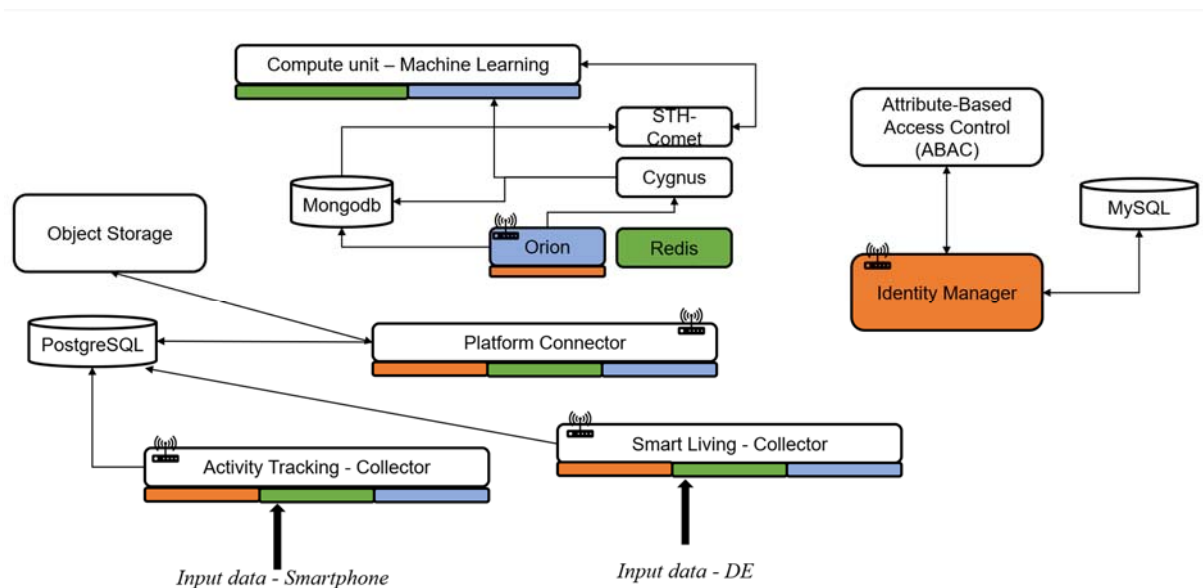 Compute unit – Machine Learning
STH-
Comet
Attribute-Based
Access Control
(ABAC)
Cygnus
Mongodb
MySQL
Object Storage
Orion
Redis
Identity Manager
PostgreSQL
Platform Connector
Smart Living - Collector
Activity Tracking - Collector
Input data - Smartphone
Input data - DE